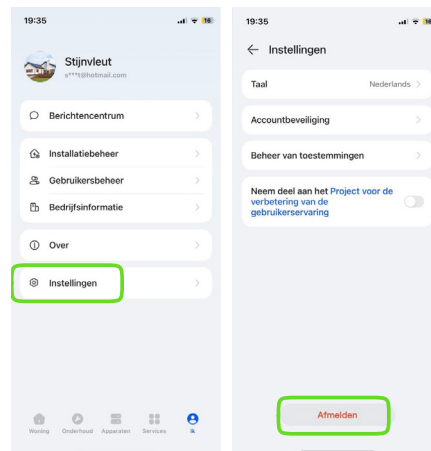 19:35
16
Stijnvleut
s***t@hotmail.com
Berichtencentrum
Installatiebeheer
Gebruikersbeheer
Bedrijfsinformatie
Over
Instellingen
Woning Onderhoud Apparaten Services Ik
19:35
16
Instellingen
Taal Nederlands
Accountbeveiliging
Beheer van toestemmingen
Neem deel aan het Project voor de
verbetering van de
gebruikerservaring
Afmelden